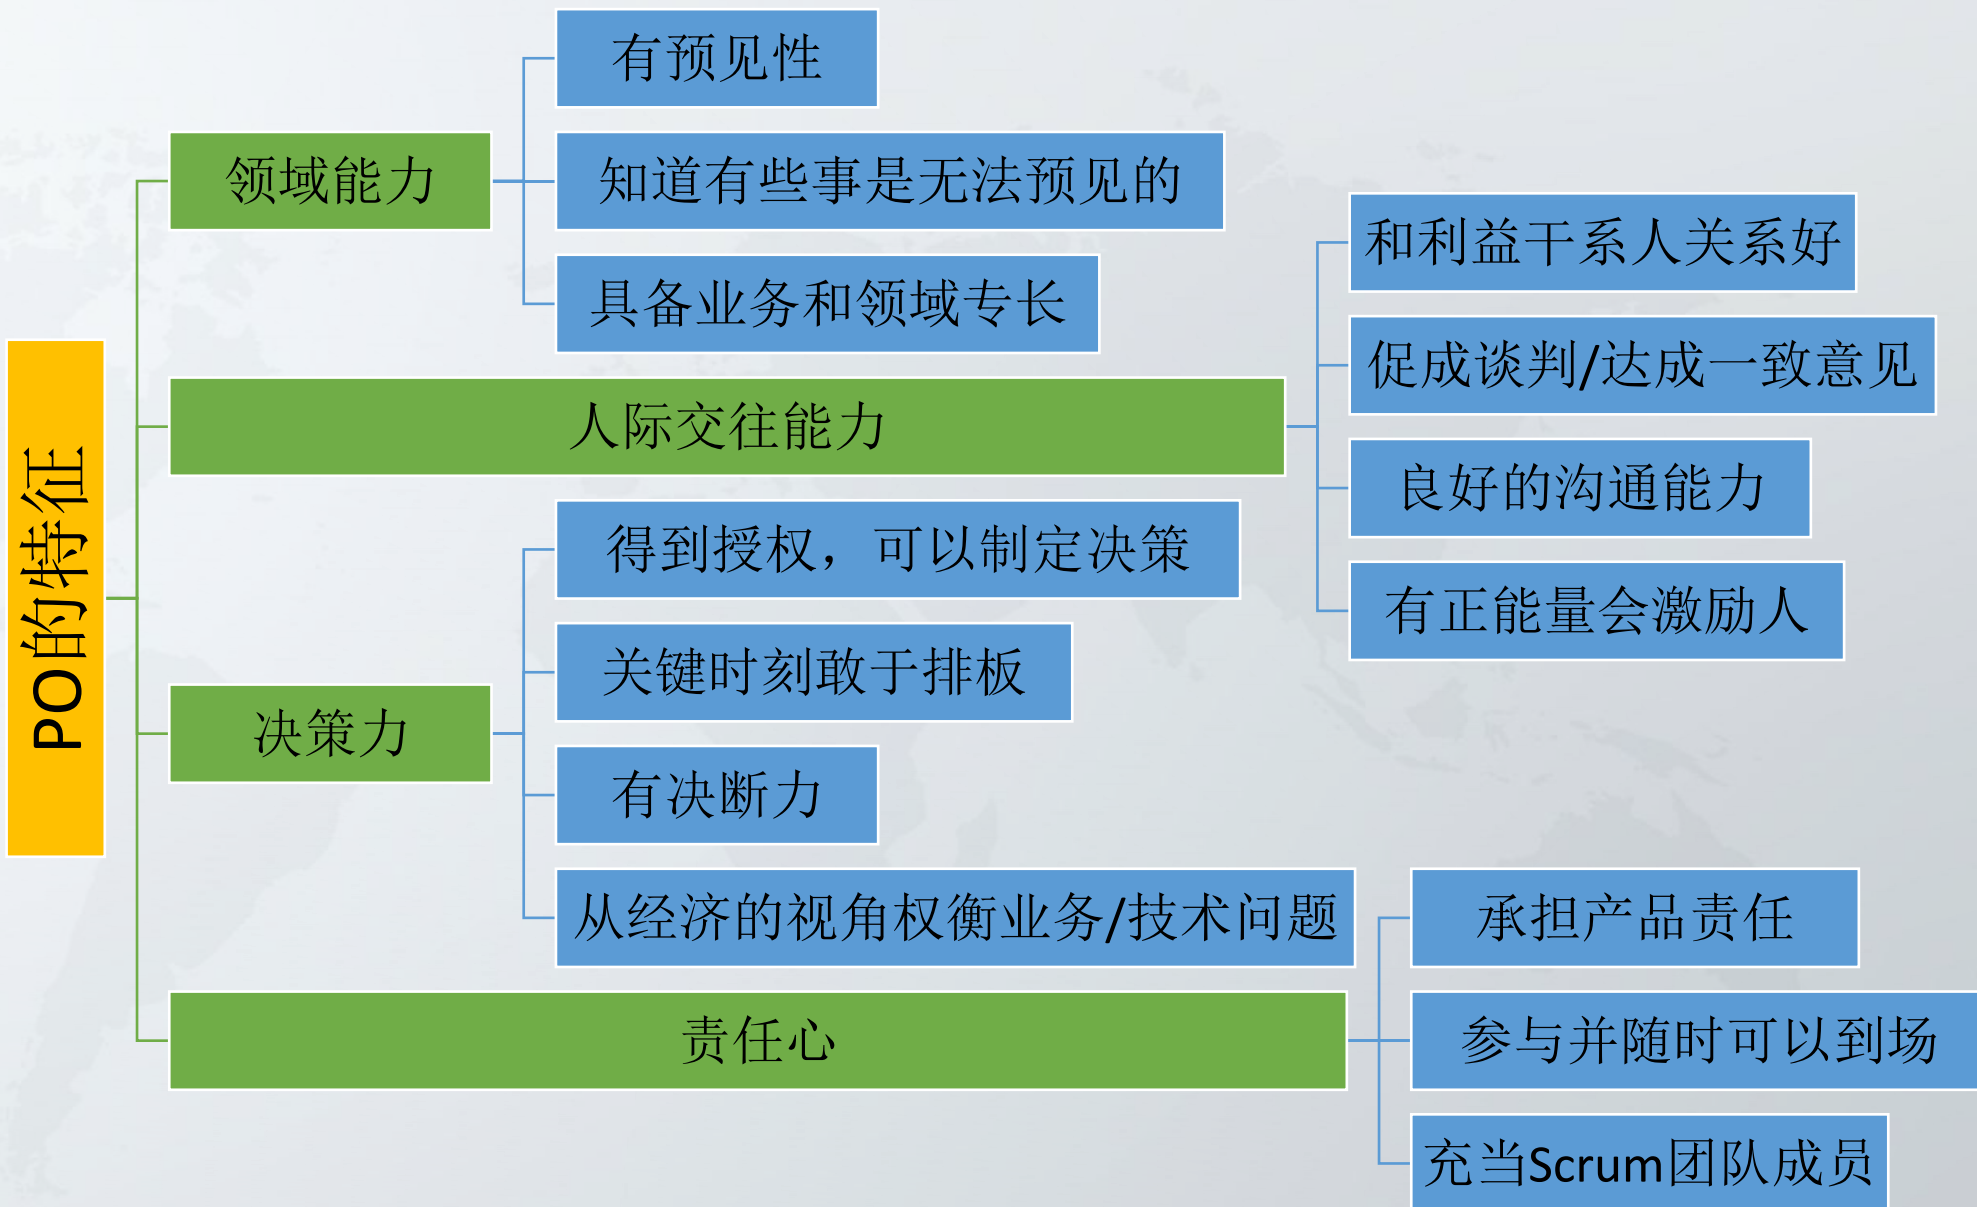 PO的特征
领域能力
有预见性
知道有些事是无法预见的
具备业务和领域专长
人际交往能力
和利益干系人关系好
促成谈判/达成一致意见
良好的沟通能力
有正能量会激励人
决策力
得到授权，可以制定决策
关键时刻敢于排板
有决断力
从经济的视角权衡业务/技术问题
责任心
承担产品责任
参与并随时可以到场
充当Scrum团队成员